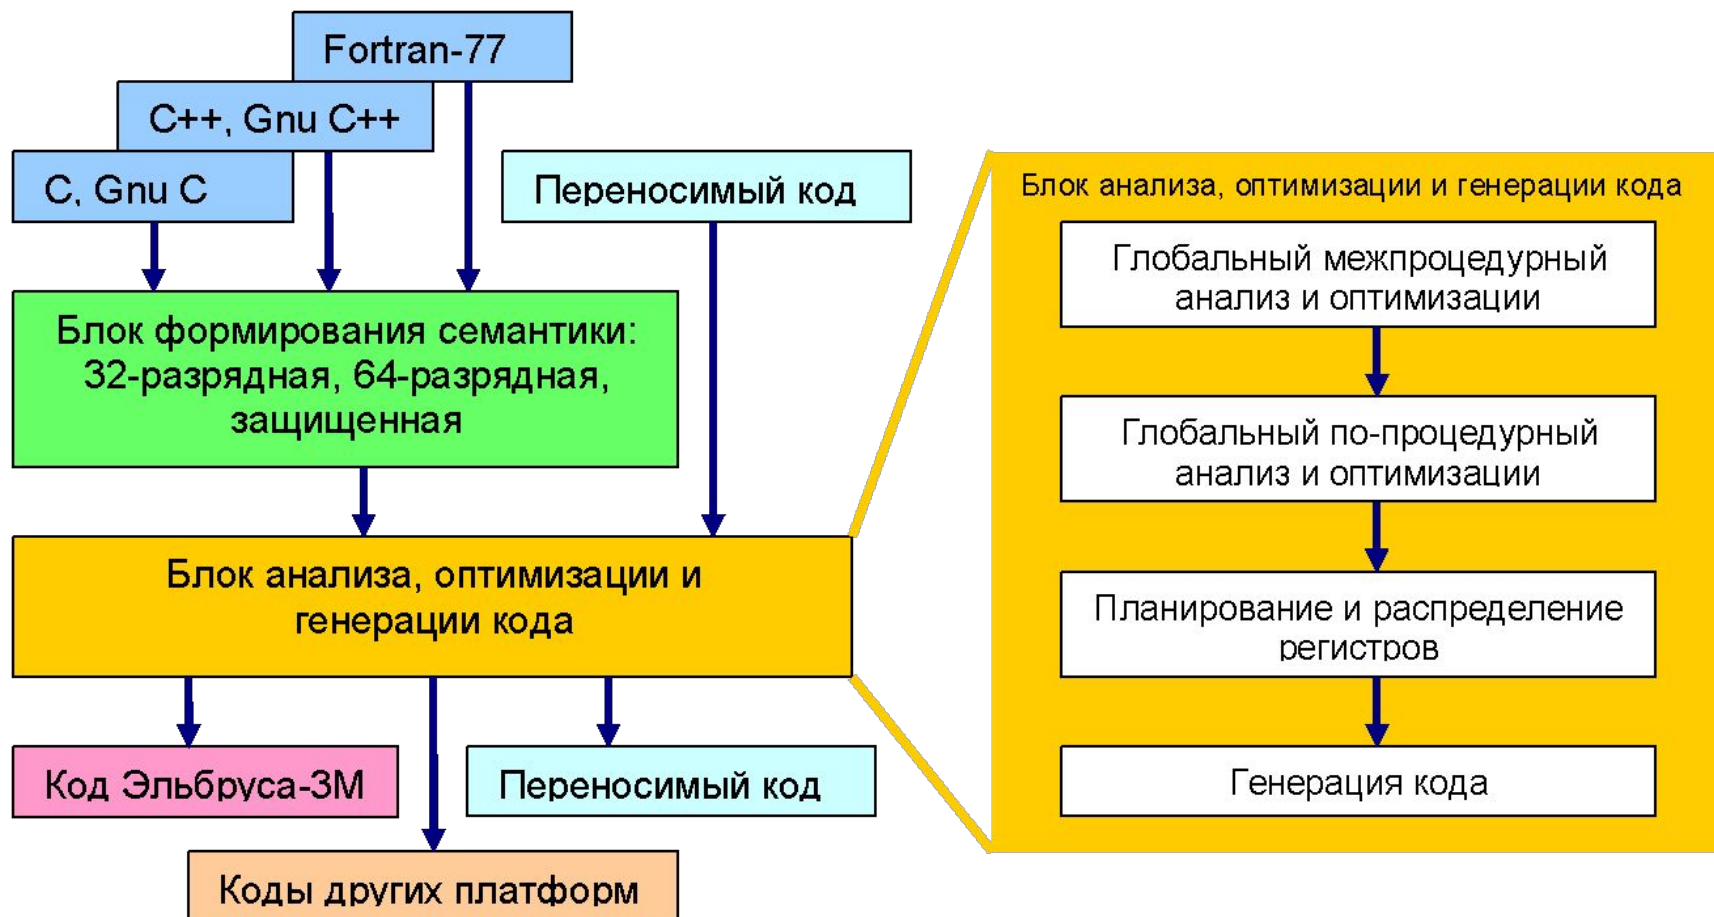 Fortran-77
C++, Gnu C++
C, Gnu C
Переносимый код
Блок формирования семантики:
32-разрядная, 64-разрядная,
защищенная
Блок анализа, оптимизации и
генерации кода
Код Эльбруса-3М
Переносимый код
Коды других платформ
Блок анализа, оптимизации и генерации кода
Глобальный межпроцедурный
анализ и оптимизации
Глобальный по-процедурный
анализ и оптимизации
Планирование и распределение
регистров
Генерация кода